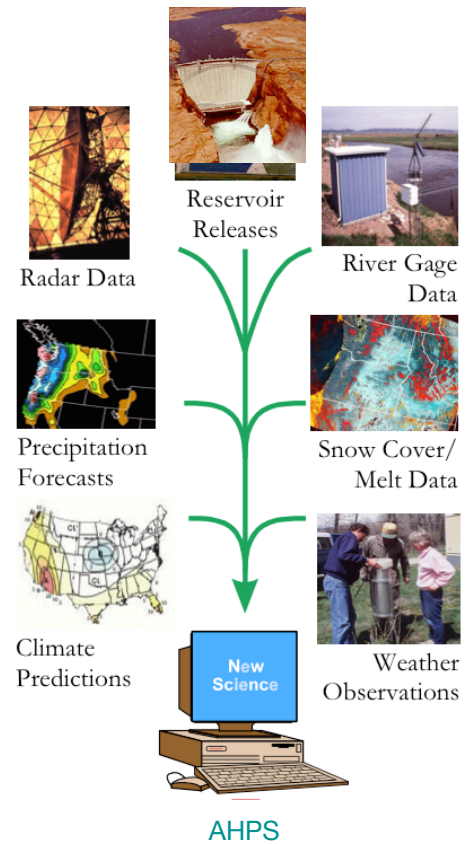 Reservoir
Releases
Radar Data
River Gage
Data
Precipitation
Forecasts
Snow Cover/
Melt Data
Climate
Predictions
Weather
Observations
New
Science
AHPS